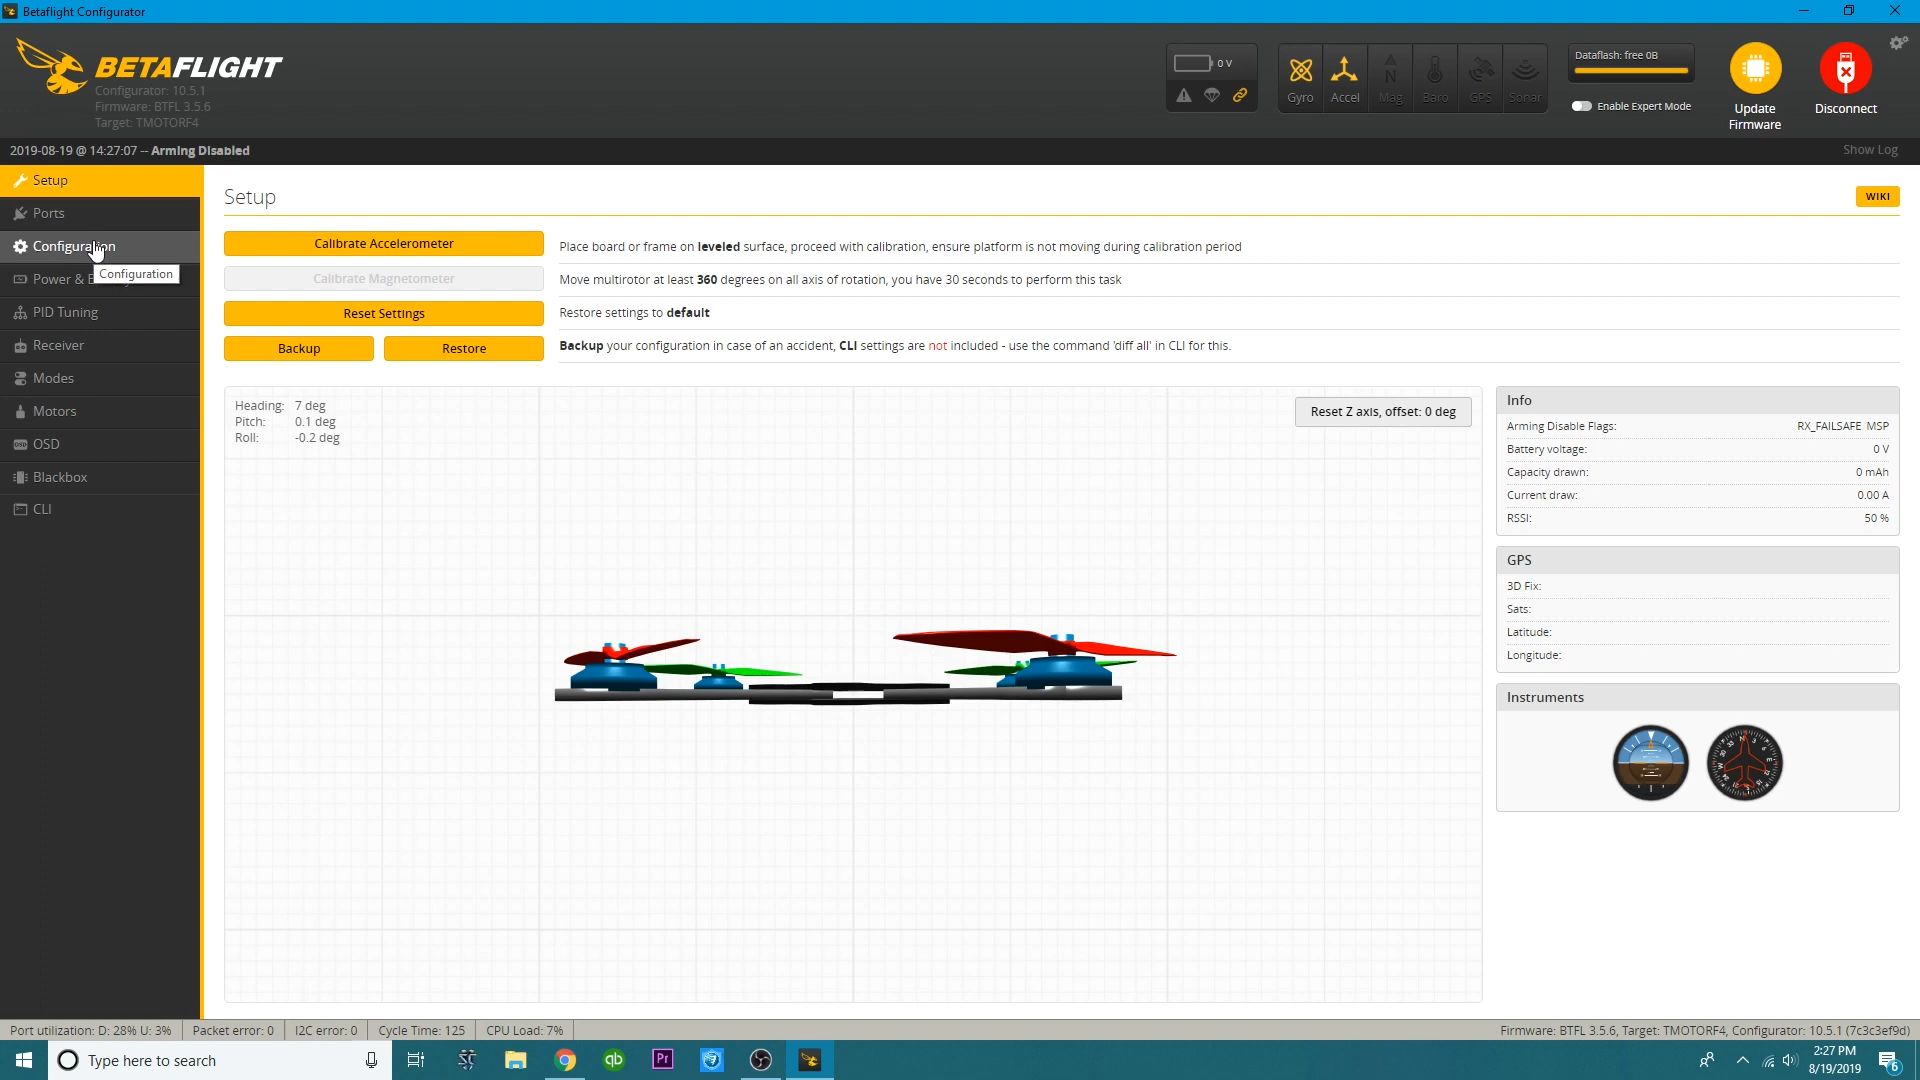 Betaflight Configurator
BETAFLIGHT
Configurator: 10.5.1
Firmware: BTFL 3.5.6
Target: TMOTORF4
0 V
Gyro
Accel
Mag
Baro
GPS
Sonar
Dataflash: free 0B
Enable Expert Mode
Update
Firmware
Disconnect
2019-08-19 @ 14:27:07 -- Arming Disabled
Show Log
Setup
Ports
Configuration
Configuration
Power &
PID Tuning
Receiver
Modes
Motors
OSD
Blackbox
CLI
Setup
WIKI
Calibrate Accelerometer
Place board or frame on leveled surface, proceed with calibration, ensure platform is not moving during calibration period
Calibrate Magnetometer
Move multirotor at least 360 degrees on all axis of rotation, you have 30 seconds to perform this task
Reset Settings
Restore settings to default
Backup
Restore
Backup your configuration in case of an accident, CLI settings are not included - use the command 'diff all' in CLI for this.
Heading: 7 deg
Pitch: 0.1 deg
Roll: -0.2 deg
Reset Z axis, offset: 0 deg
Info
Arming Disable Flags: RX_FAILSAFE MSP
Battery voltage: 0 V
Capacity drawn: 0 mAh
Current draw: 0.00 A
RSSI: 50 %
GPS
3D Fix:
Sats:
Latitude:
Longitude:
Instruments
Port utilization: D: 28% U: 3%
Packet error: 0
I2C error: 0
Cycle Time: 125
CPU Load: 7%
Firmware: BTFL 3.5.6, Target: TMOTORF4, Configurator: 10.5.1 (7c3c3ef9d)
Type here to search
qb
Pr
2:27 PM
8/19/2019
6